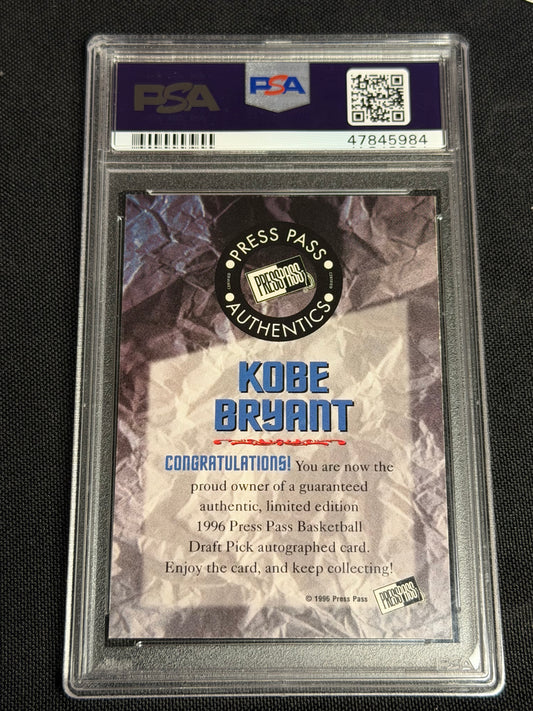 PSA
PSA
47845984
PRESS PASS
PRESS PASS
AUTHENTICS
KOBE
BRYANT
CONGRATULATIONS! You are now the
proud owner of a guaranteed
authentic, limited edition
1996 Press Pass Basketball
Draft Pick autographed card.
Enjoy the card, and keep collecting!
© 1996 Press Pass
PRESS PASS
PSA